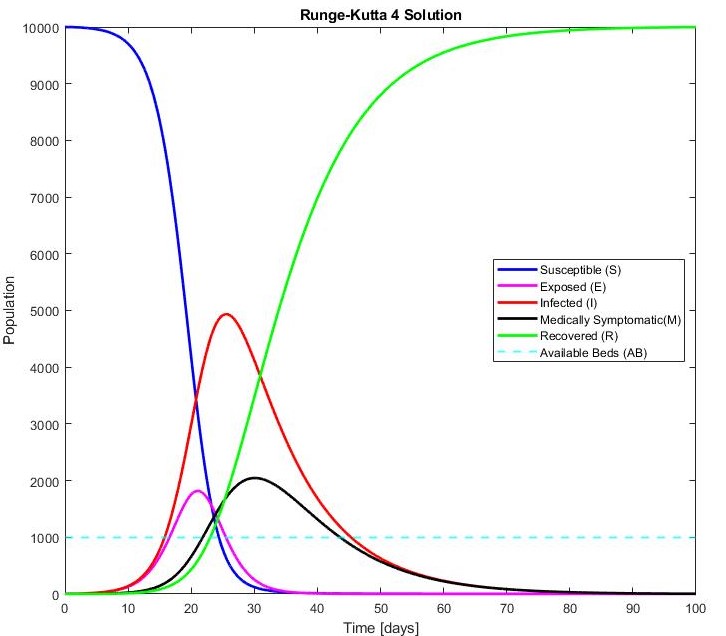 Runge-Kutta 4 Solution
10000
9000
8000
7000
6000
5000
4000
3000
2000
1000
0
Population
Susceptible (S)
Exposed (E)
Infected (I)
Medically Symptomatic(M)
Recovered (R)
Available Beds (AB)
0 10 20 30 40 50 60 70 80 90 100
Time [days]